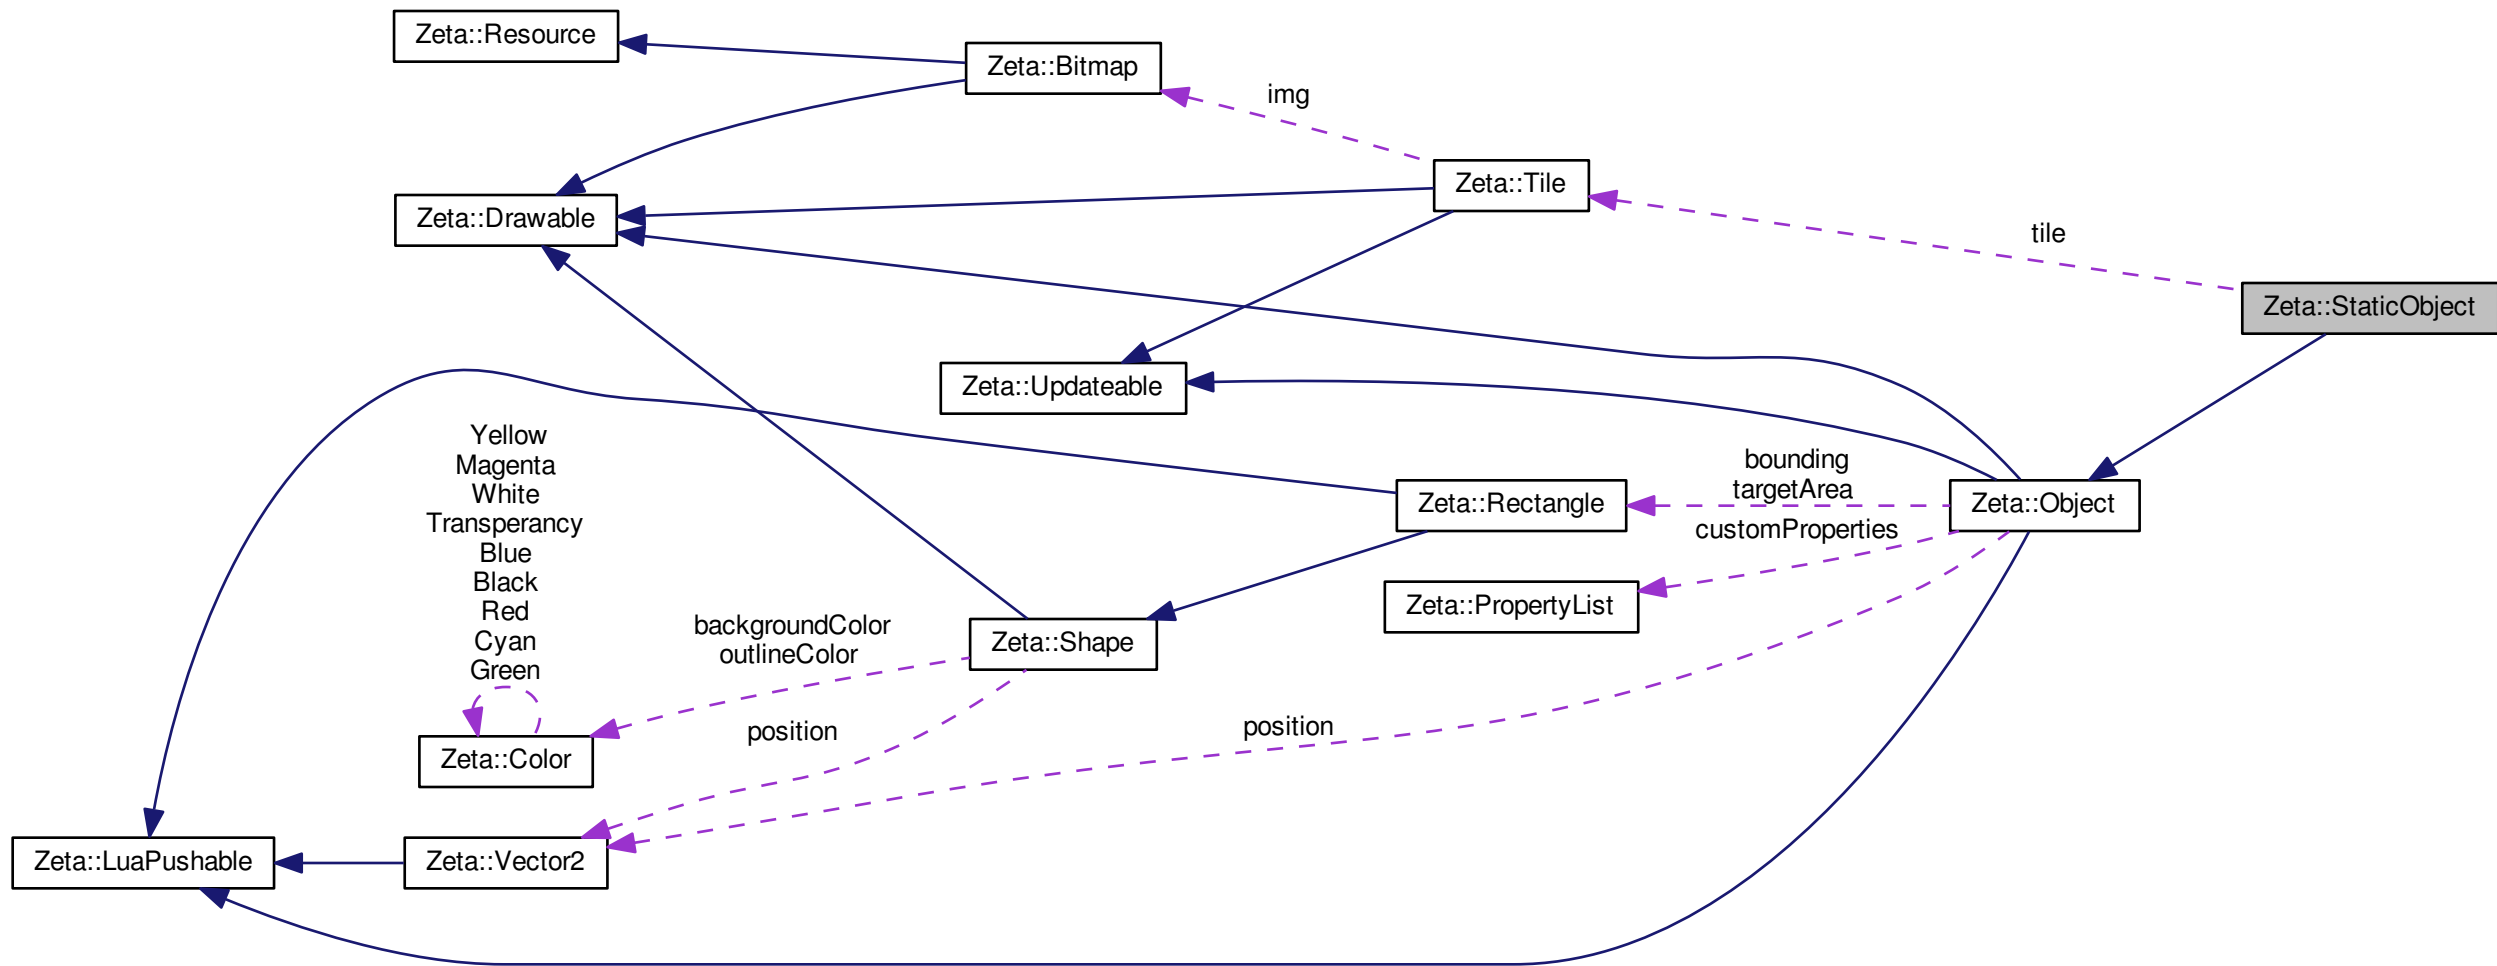 Zeta::Resource
Zeta::Bitmap
img
Zeta::Tile
Zeta::Drawable
tile
Zeta::StaticObject
Zeta::Updateable
Yellow
Magenta
White
Transperancy
Blue
Black
Red
Cyan
Green
bounding
targetArea
Zeta::Rectangle
Zeta::Object
customProperties
Zeta::PropertyList
backgroundColor
outlineColor
Zeta::Shape
position
position
Zeta::Color
Zeta::LuaPushable
Zeta::Vector2